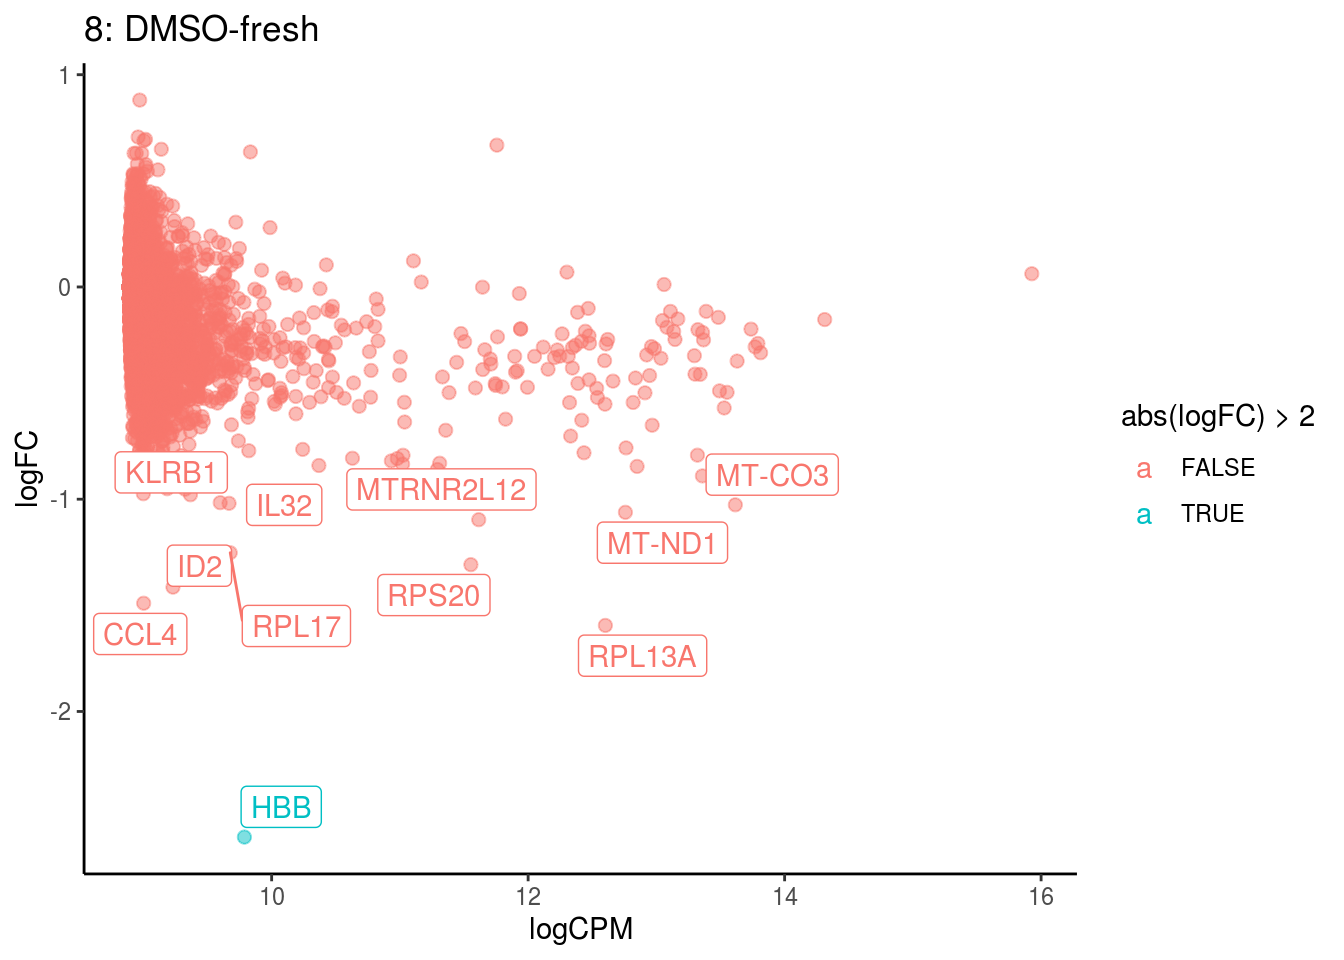 8: DMSO-fresh
1
0
-1
-2
logFC
KLRB1
IL32
MTRNR2L12
MT-CO3
MT-ND1
ID2
RPS20
RPL17
CCL4
RPL13A
HBB
10
12
14
16
logCPM
abs(logFC) > 2
a FALSE
a TRUE